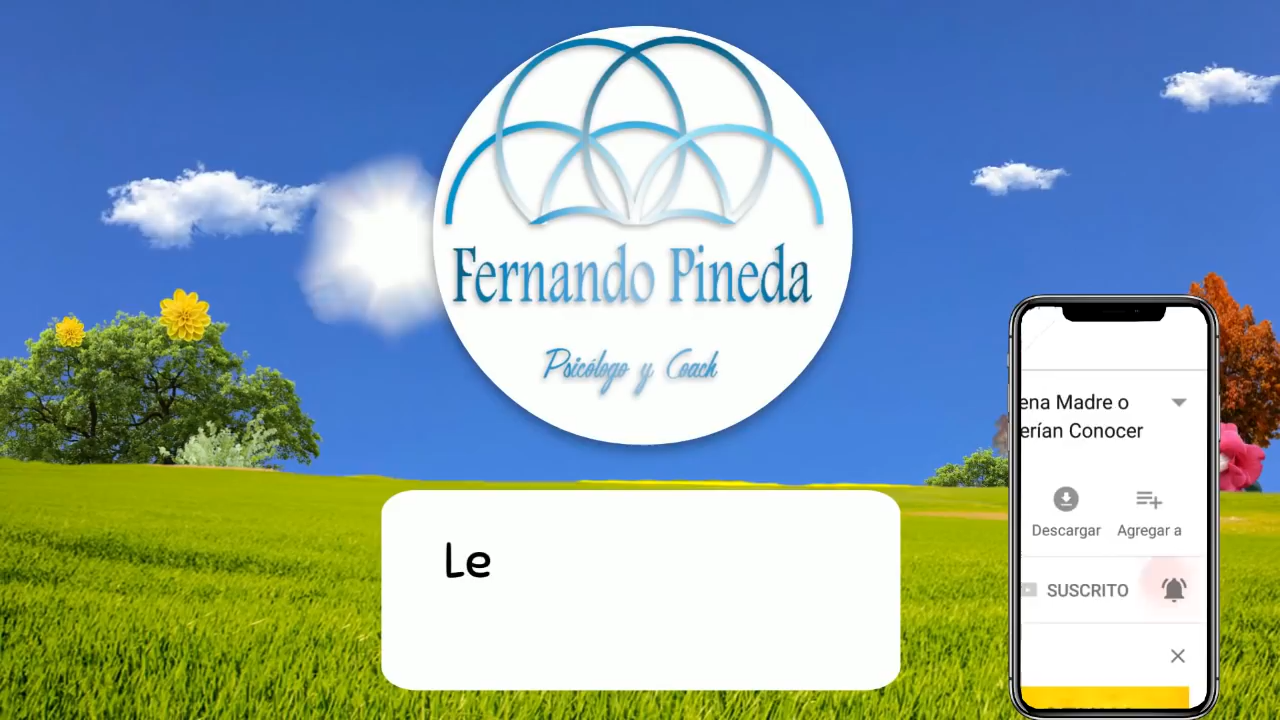 Fernando Pineda
Psicólogo y Coach
Le
ena Madre o
erían Conocer
Descargar Agregar a
SUSCRITO